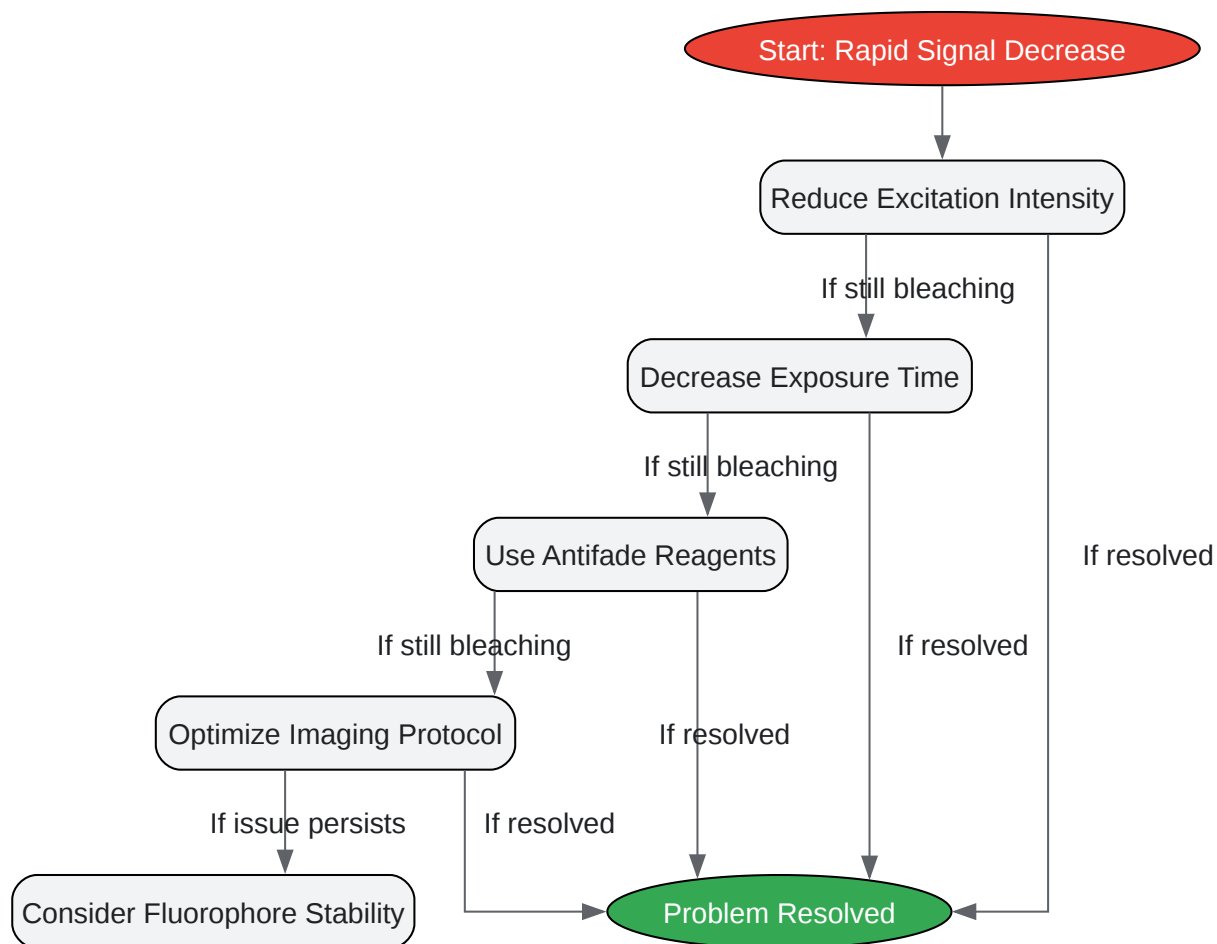 Start: Rapid Signal Decrease
Reduce Excitation Intensity
If still bleaching
Decrease Exposure Time
If still bleaching
Use Antifade Reagents
If resolved
If still bleaching
If resolved
Optimize Imaging Protocol
If resolved
If issue persists
If resolved
Consider Fluorophore Stability
Problem Resolved